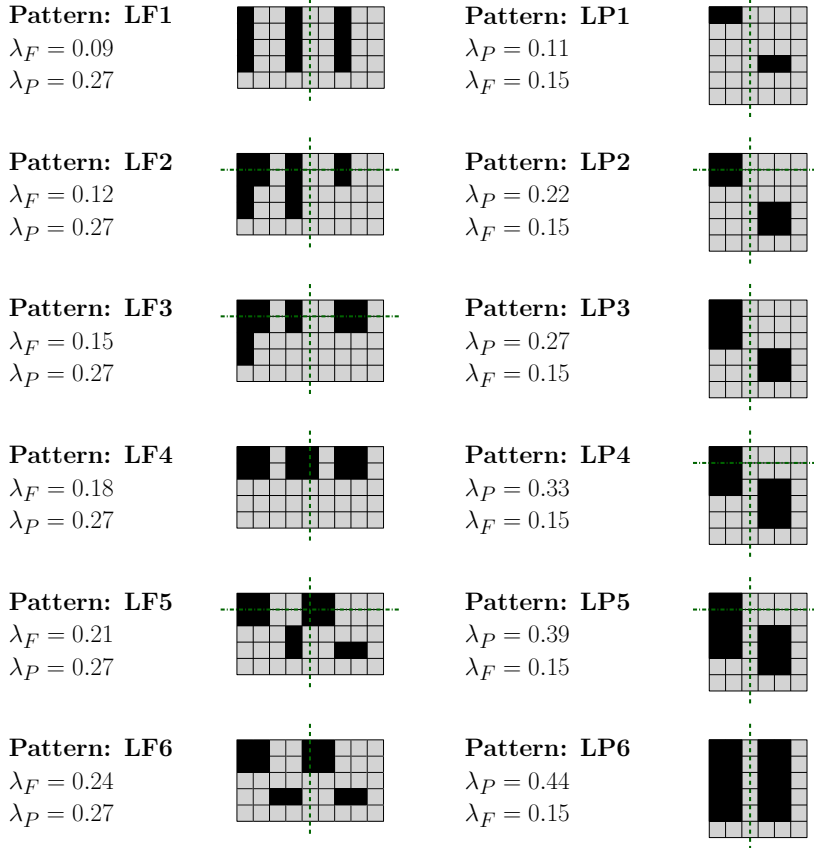 Pattern: LF1
λ_F = 0.09
λ_P = 0.27
Pattern: LP1
λ_P = 0.11
λ_F = 0.15
Pattern: LF2
λ_F = 0.12
λ_P = 0.27
Pattern: LP2
λ_P = 0.22
λ_F = 0.15
Pattern: LF3
λ_F = 0.15
λ_P = 0.27
Pattern: LP3
λ_P = 0.27
λ_F = 0.15
Pattern: LF4
λ_F = 0.18
λ_P = 0.27
Pattern: LP4
λ_P = 0.33
λ_F = 0.15
Pattern: LF5
λ_F = 0.21
λ_P = 0.27
Pattern: LP5
λ_P = 0.39
λ_F = 0.15
Pattern: LF6
λ_F = 0.24
λ_P = 0.27
Pattern: LP6
λ_P = 0.44
λ_F = 0.15